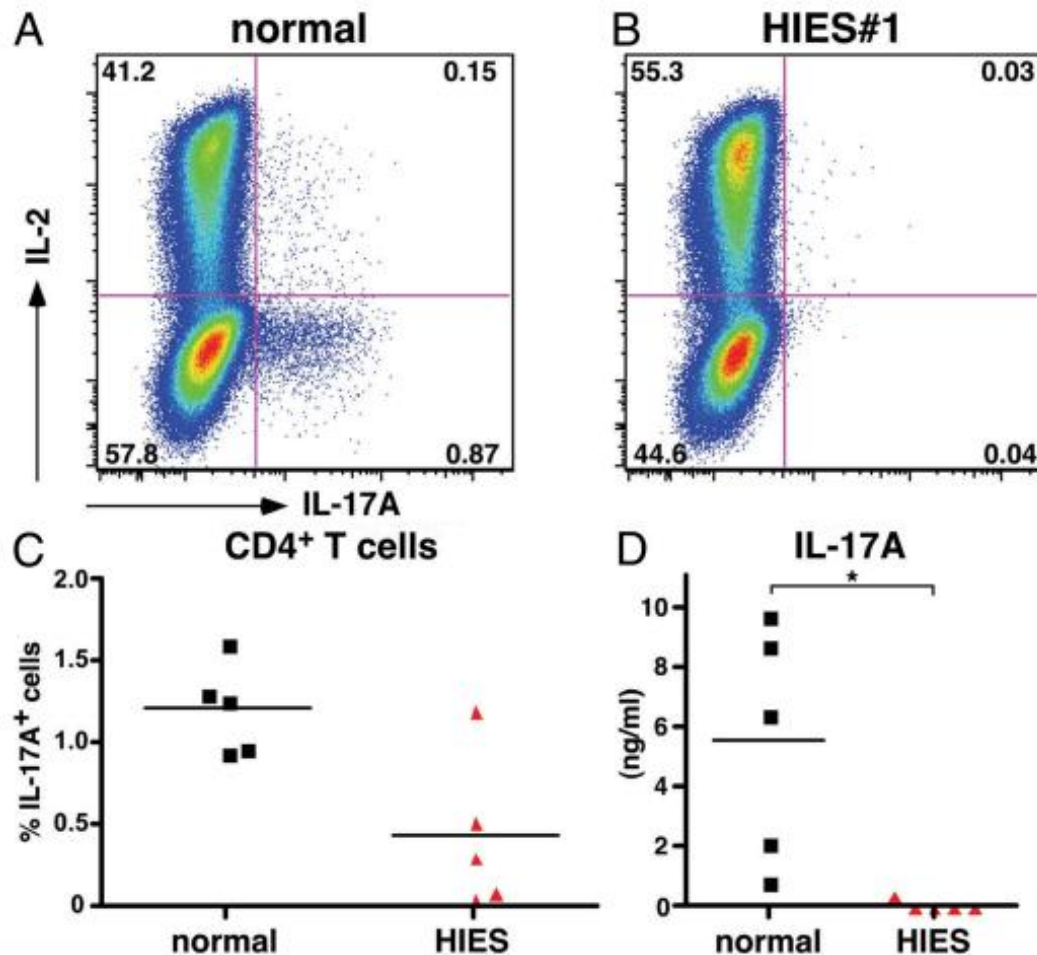 A normal
41.2 0.15
57.8 0.87
IL-2
IL-17A
B HIES#1
55.3 0.03
44.6 0.04
C CD4⁺ T cells
% IL-17A⁺ cells
2.0
1.5
1.0
0.5
0
normal HIES
D IL-17A
*
(ng/ml)
10
8
6
4
2
0
normal HIES